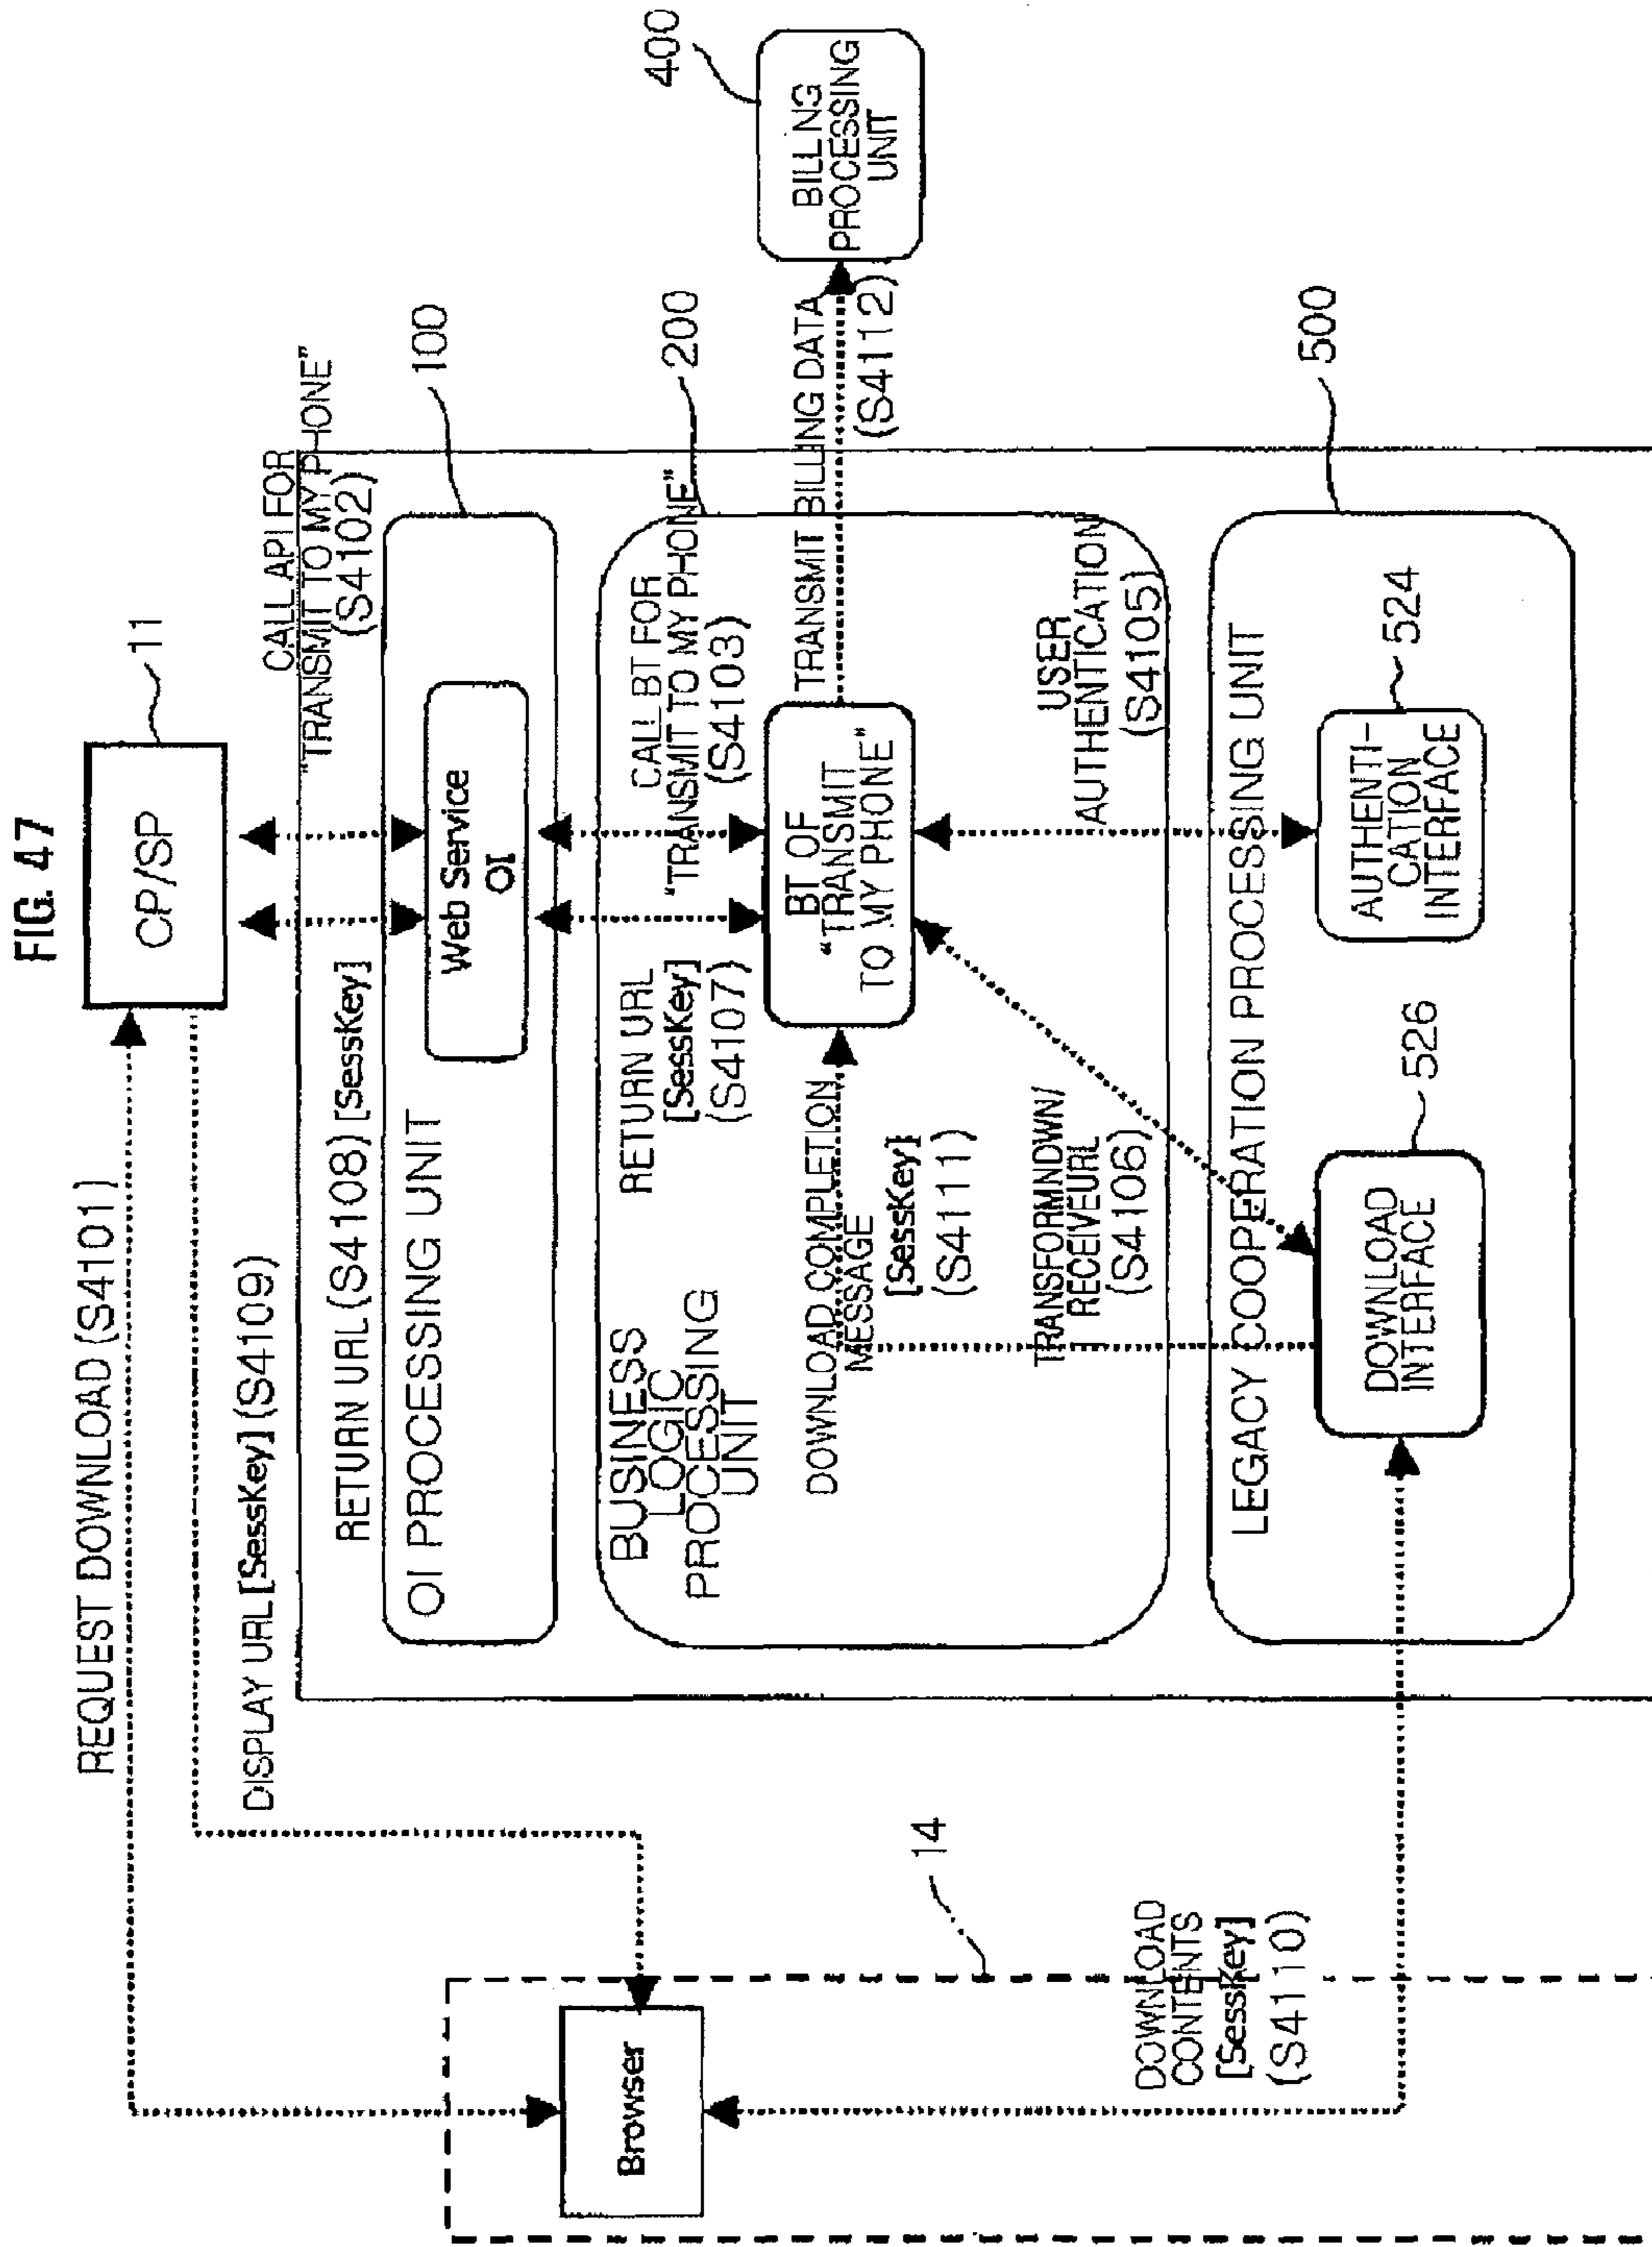 FIG. 47
REQUEST DOWNLOAD (S4101)
CP/SP
11
DISPLAY URL [SessKey] (S4109)
CALL API FOR
"TRANSMIT TO MY PHONE"
(S4102)
RETURN URL (S4108) [SessKey]
100
OI PROCESSING UNIT
Web Service
OI
BUSINESS
LOGIC
PROCESSING
UNIT
RETURN URL
[SessKey]
(S4107)
CALL BT FOR
"TRANSMIT TO MY PHONE"
(S4103)
200
400
BILLNG
PROCESSING
UNIT
TRANSMIT BILLING DATA
(S4112)
BT OF
"TRANSMIT
TO MY PHONE"
DOWNLOAD COMPLETION
MESSAGE
[SessKey]
(S4111)
TRANSFORMNDWN/
RECEIVEURL
(S4106)
USER
AUTHENTICATION
(S4105)
LEGACY COOPERATION PROCESSING UNIT
500
DOWNLOAD
INTERFACE
526
AUTHENTI-
CATION
INTERFACE
524
Browser
14
DOWNLOAD
CONTENTS
[SessKey]
(S4110)